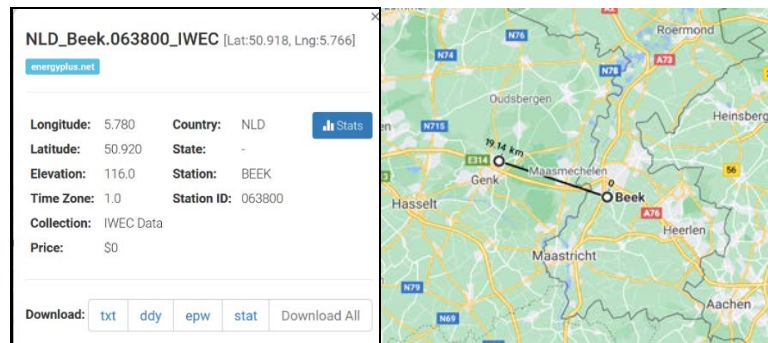 ×
NLD_Beek.063800_IWEC [Lat:50.918, Lng:5.766]
energyplus.net
Longitude: 5.780 Country: NLD Stats
Latitude: 50.920 State: -
Elevation: 116.0 Station: BEEK
Time Zone: 1.0 Station ID: 063800
Collection: IWEC Data
Price: $0
Download: txt ddy epw stat Download All
A2
Roermond
N76
N74
A73
N78
Oudsbergen
Heinsberg
N715
19.14 km
E314
Maasmechelen
56
Genk
0
Beek
Hasselt
A76
Heerlen
Maastricht
N79
Aachen
N69